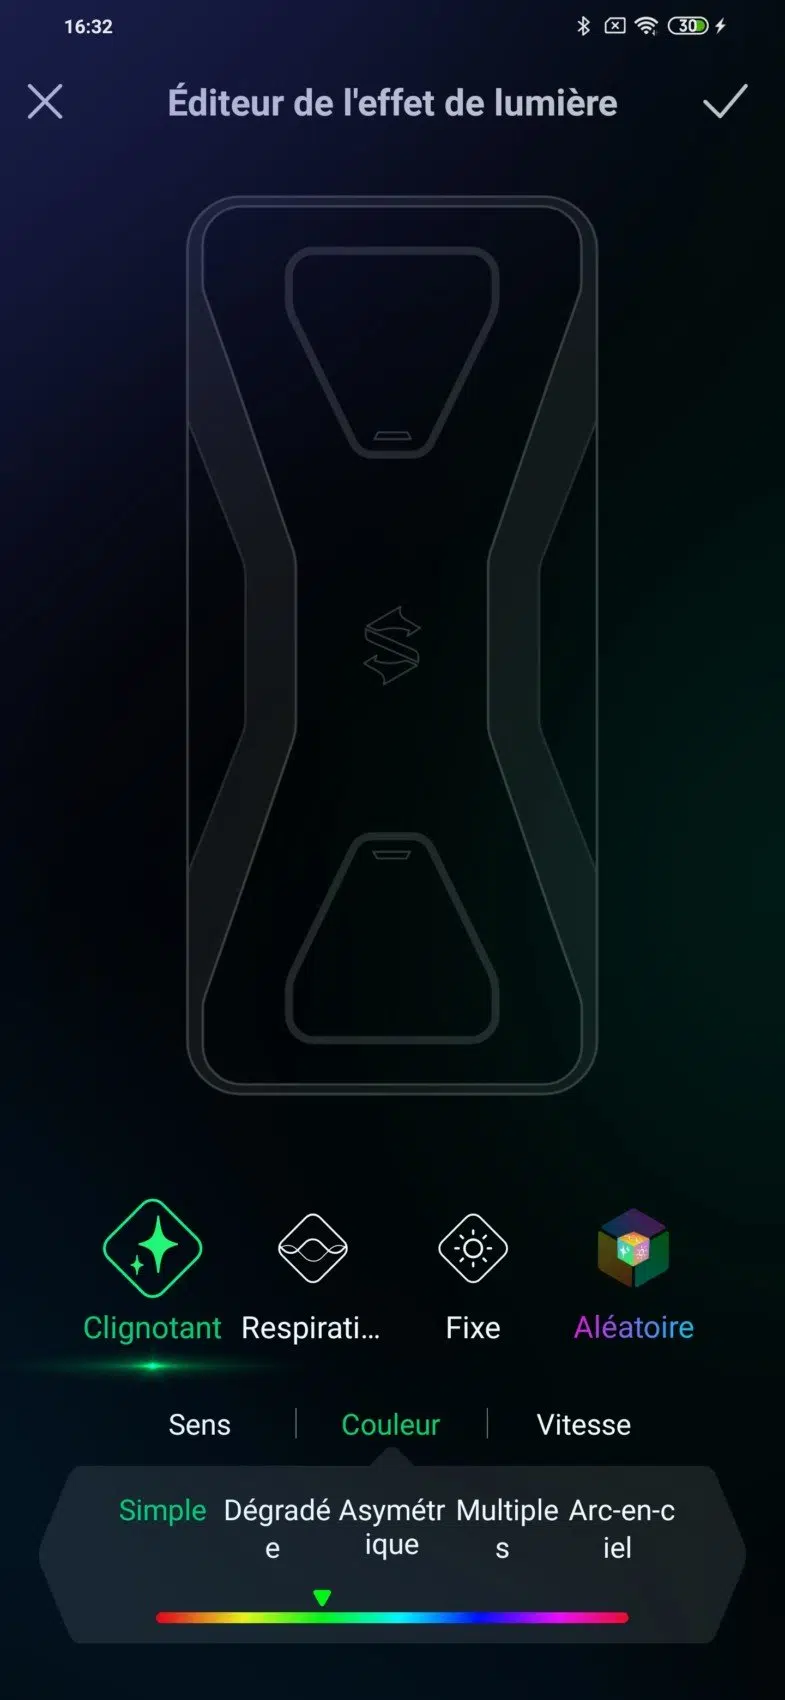 16:32
30
Éditeur de l'effet de lumière
Clignotant Respirati... Fixe Aléatoire
Sens Couleur Vitesse
Simple Dégradé Asymétr Multiple Arc-en-c
e ique s iel